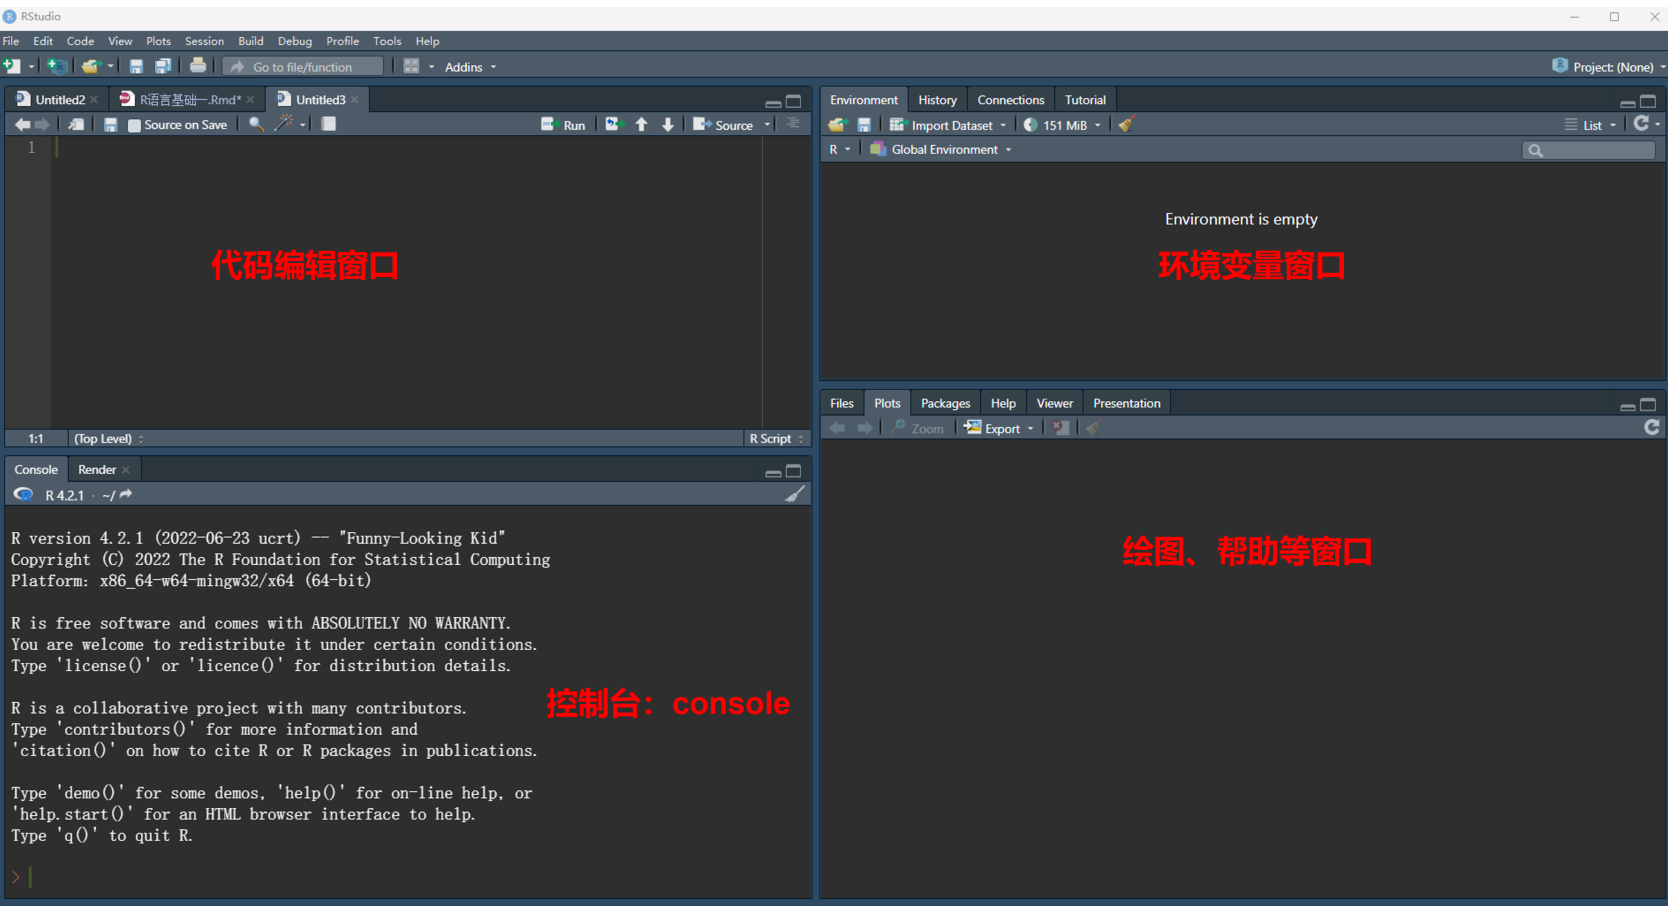 RStudio
File Edit Code View Plots Session Build Debug Profile Tools Help
Go to file/function Addins Project: (None)
Untitled2 R语言基础一.Rmd* Untitled3
Source on Save Run Source
1
代码编辑窗口
1:1 (Top Level) R Script
Console Render
R 4.2.1 · ~/
R version 4.2.1 (2022-06-23 ucrt) -- "Funny-Looking Kid"
Copyright (C) 2022 The R Foundation for Statistical Computing
Platform: x86_64-w64-mingw32/x64 (64-bit)
R is free software and comes with ABSOLUTELY NO WARRANTY.
You are welcome to redistribute it under certain conditions.
Type 'license()' or 'licence()' for distribution details.
R is a collaborative project with many contributors.
Type 'contributors()' for more information and
'citation()' on how to cite R or R packages in publications.
Type 'demo()' for some demos, 'help()' for on-line help, or
'help.start()' for an HTML browser interface to help.
Type 'q()' to quit R.
>
控制台：console
Environment History Connections Tutorial
Import Dataset 151 MiB List
R Global Environment
Environment is empty
环境变量窗口
Files Plots Packages Help Viewer Presentation
Zoom Export
绘图、帮助等窗口